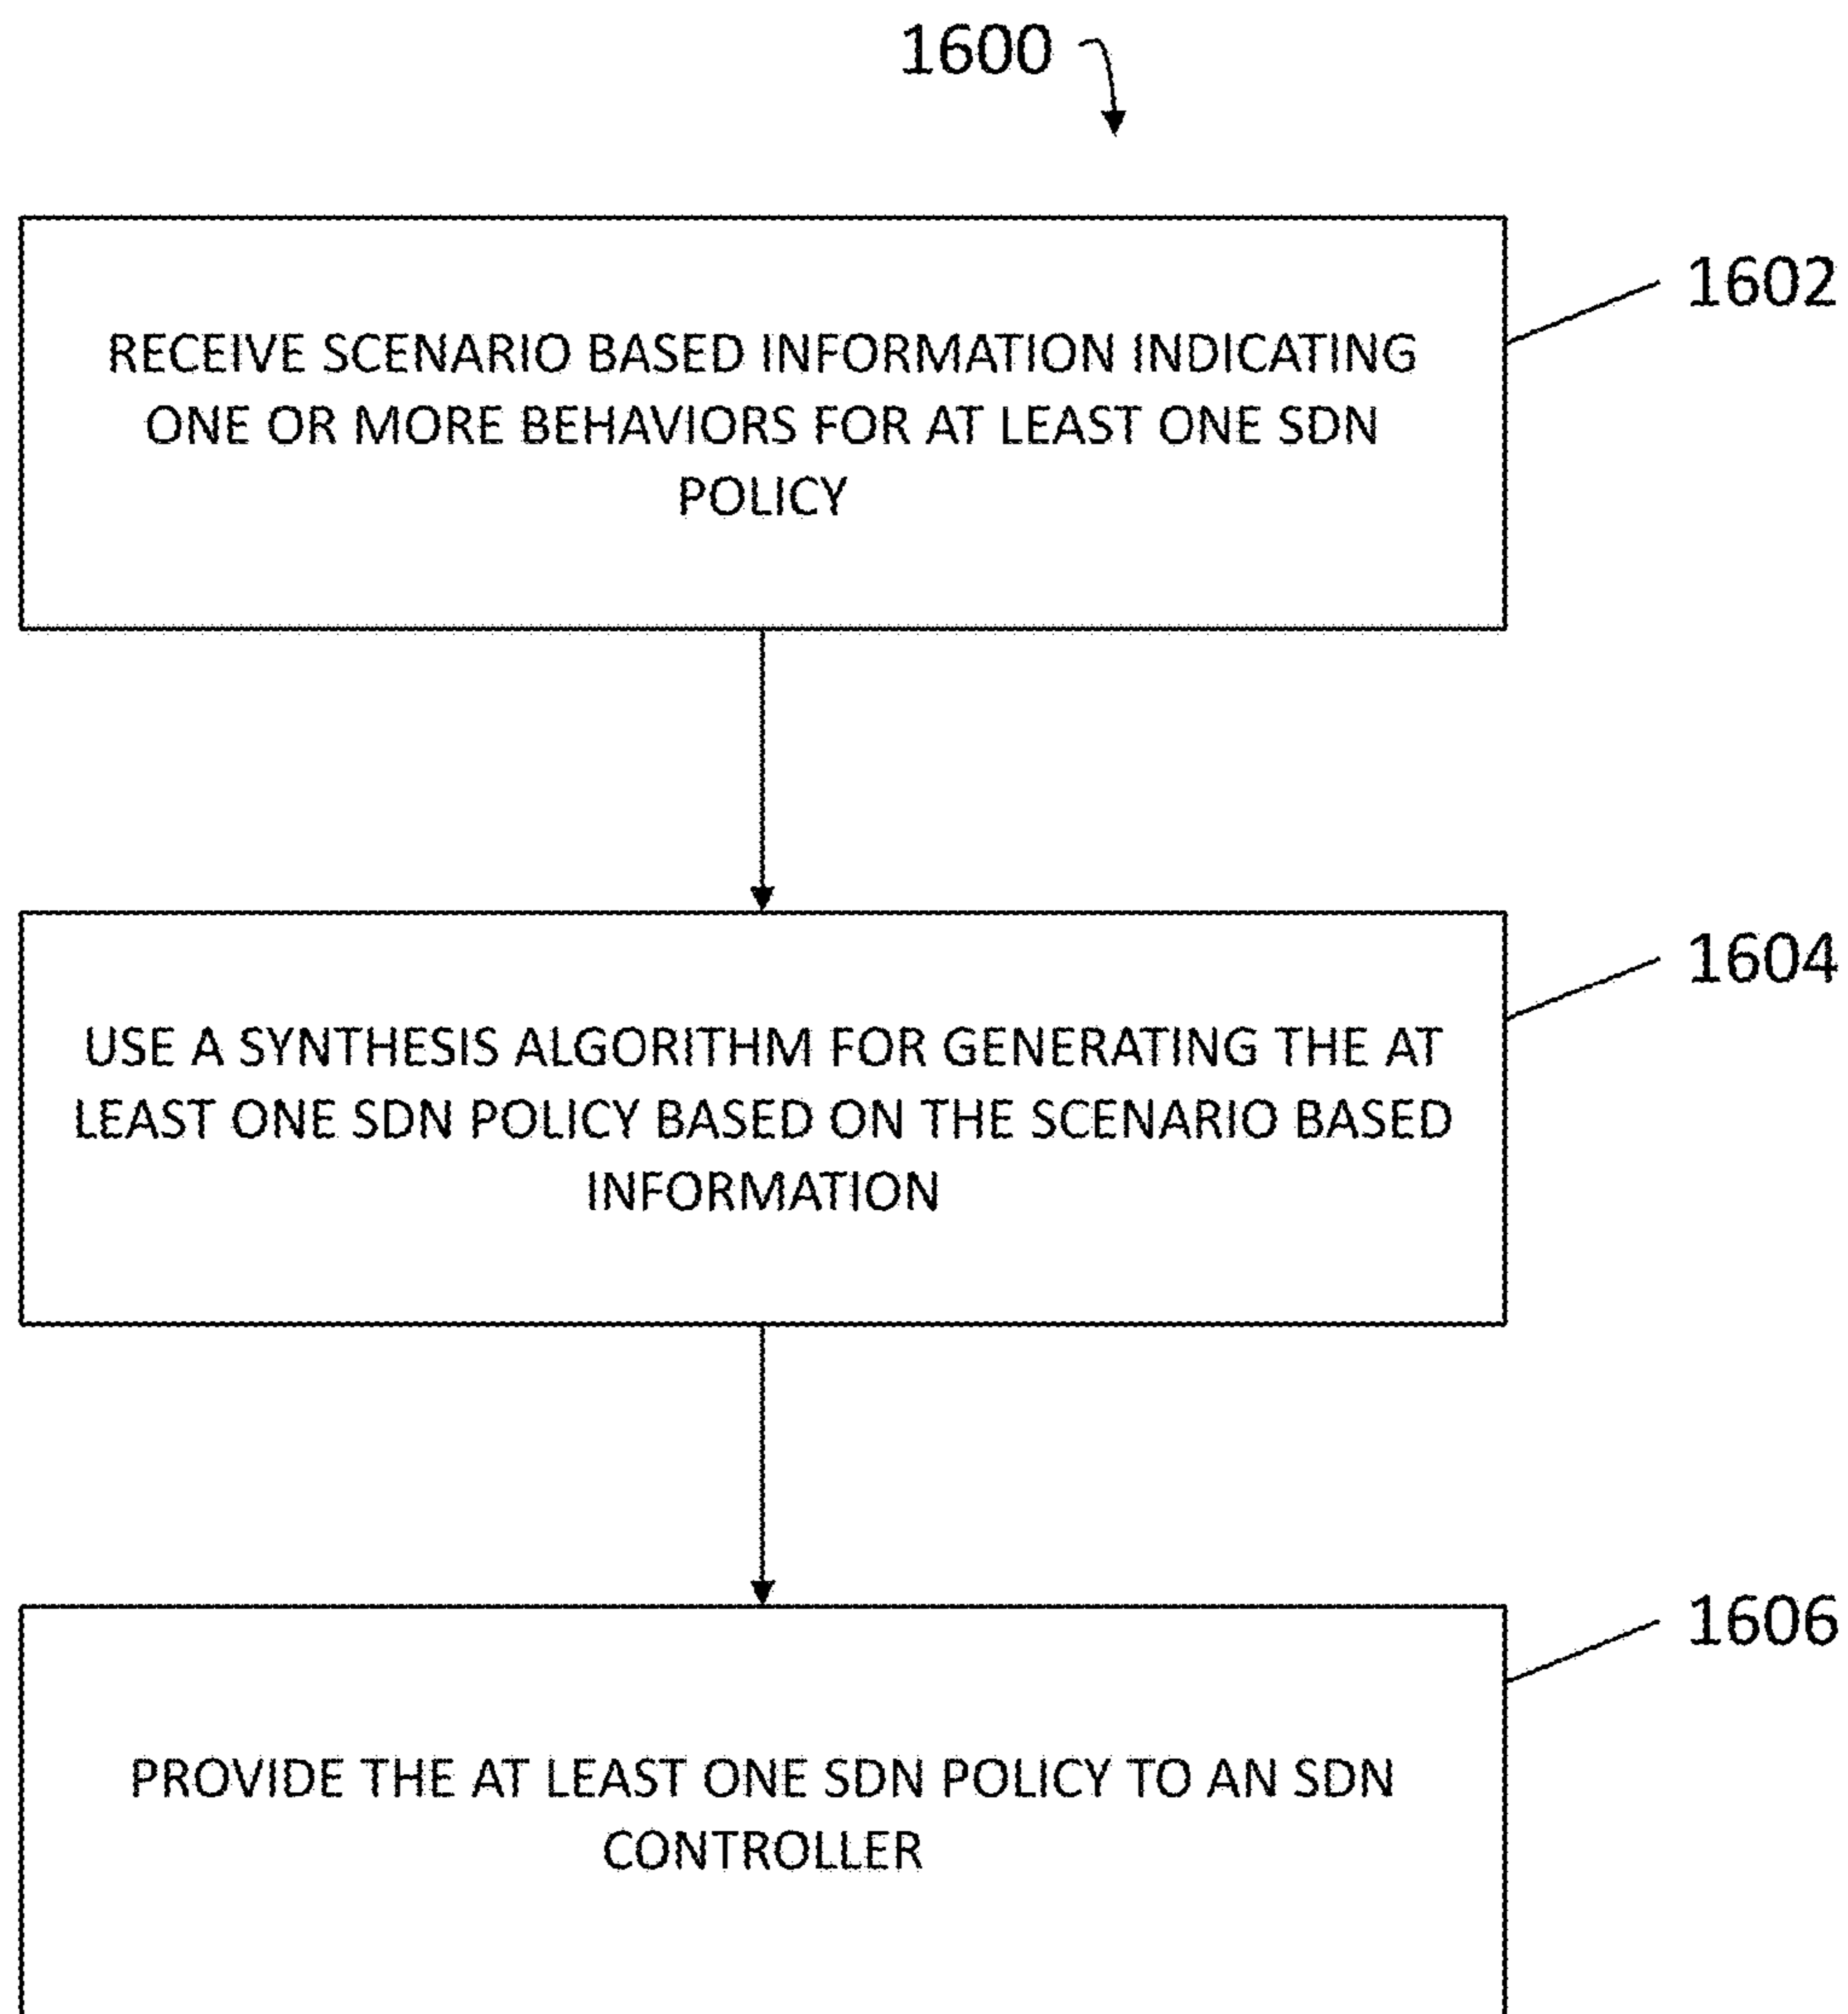 1600
1602
RECEIVE SCENARIO BASED INFORMATION INDICATING
ONE OR MORE BEHAVIORS FOR AT LEAST ONE SDN
POLICY
1604
USE A SYNTHESIS ALGORITHM FOR GENERATING THE AT
LEAST ONE SDN POLICY BASED ON THE SCENARIO BASED
INFORMATION
1606
PROVIDE THE AT LEAST ONE SDN POLICY TO AN SDN
CONTROLLER